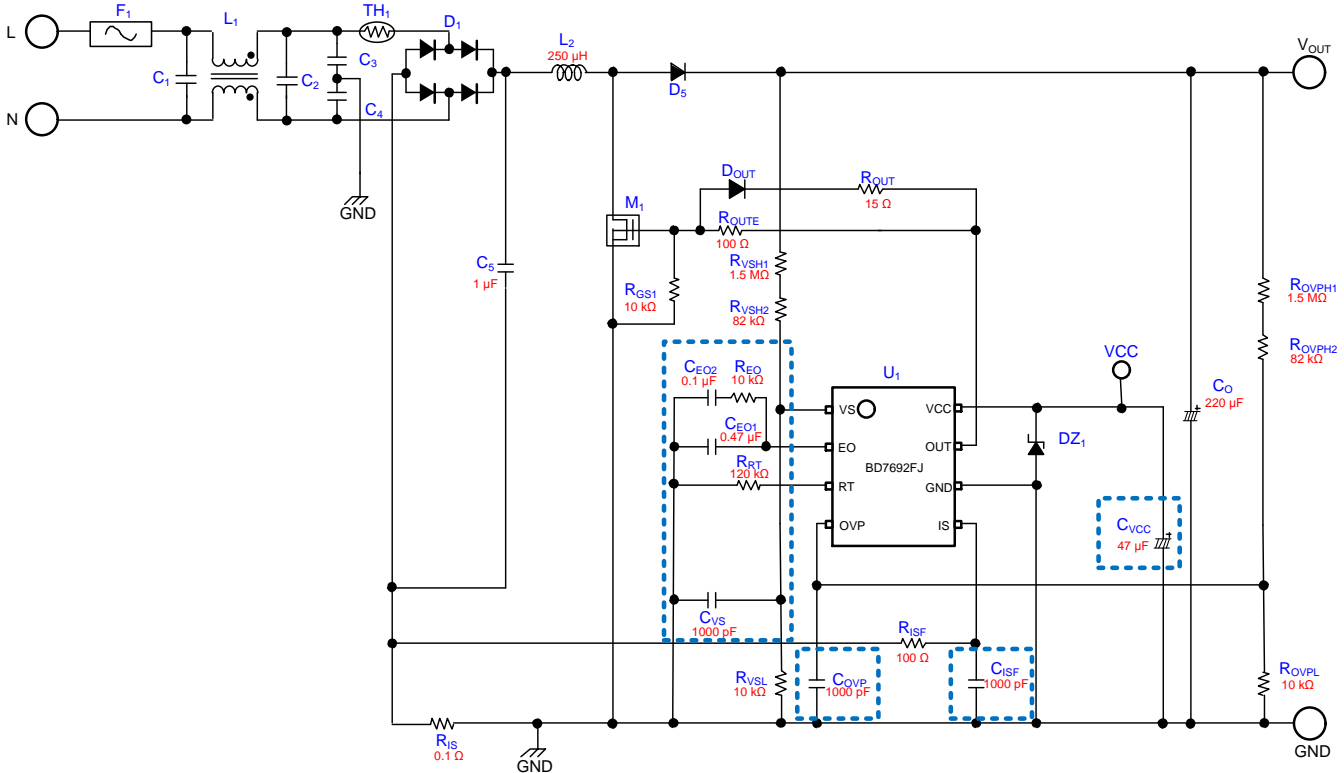 F1
L1
TH1
D1
L
C1
C2
C3
C4
N
GND
L2
250 µH
D5
VOUT
C5
1 µF
M1
DOUT
ROUT
15 Ω
ROUTE
100 Ω
RGS1
10 kΩ
RVSH1
1.5 MΩ
RVSH2
82 kΩ
ROVPH1
1.5 MΩ
ROVPH2
82 kΩ
CEO2
0.1 µF
REO
10 kΩ
CEO1
0.47 µF
RRT
120 kΩ
U1
VS
EO
RT
OVP
BD7692FJ
VCC
OUT
GND
IS
VCC
DZ1
CO
220 µF
CVCC
47 µF
CVS
1000 pF
RISF
100 Ω
RVSL
10 kΩ
COVP
1000 pF
CISF
1000 pF
ROVPL
10 kΩ
RIS
0.1 Ω
GND
GND